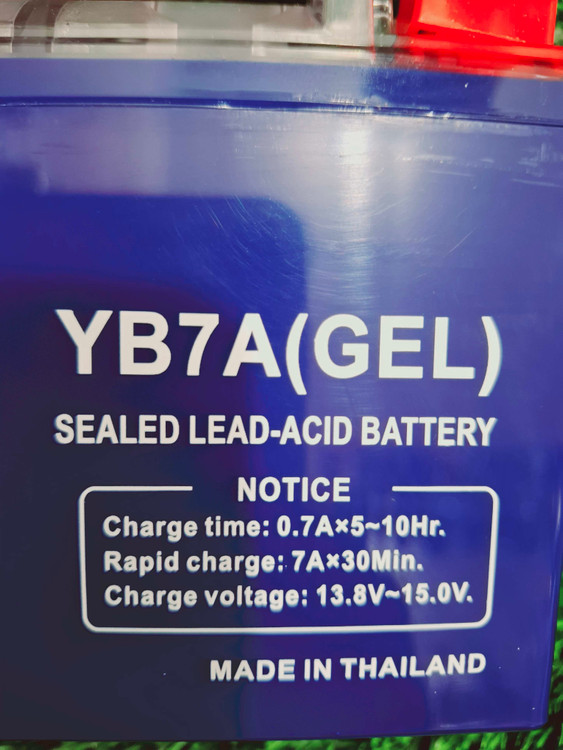 YB7A(GEL)
SEALED LEAD-ACID BATTERY
NOTICE
Charge time: 0.7A×5~10Hr.
Rapid charge: 7A×30Min.
Charge voltage: 13.8V~15.0V.
MADE IN THAILAND